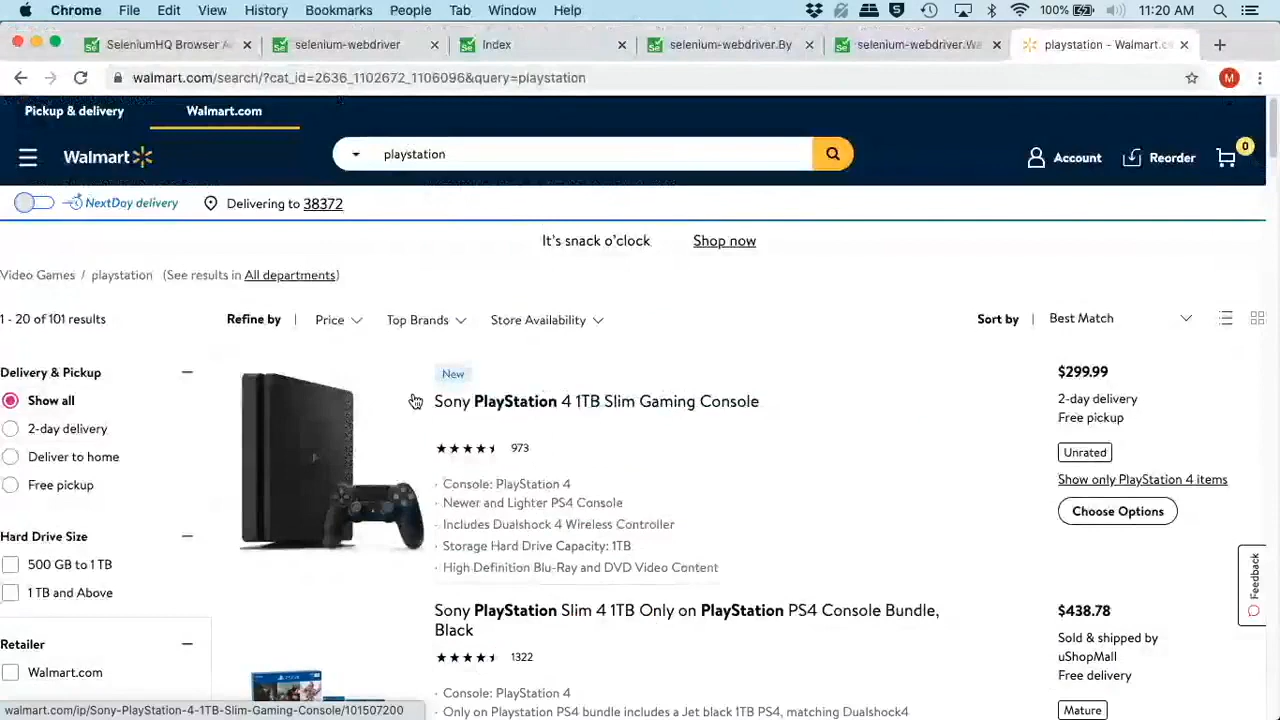 Chrome File Edit View History Bookmarks People Tab Window Help 100% 11:20 AM
SeleniumHQ Browser × selenium-webdriver × Index × selenium-webdriver.By × selenium-webdriver.Wa × playstation - Walmart.c × +
walmart.com/search/?cat_id=2636_1102672_1106096&query=playstation M
Pickup & delivery Walmart.com
Walmart playstation Account Reorder 0
NextDay delivery Delivering to 38372
It's snack o'clock Shop now
Video Games / playstation (See results in All departments)
1 - 20 of 101 results Refine by | Price Top Brands Store Availability Sort by | Best Match
Delivery & Pickup
Show all
2-day delivery
Deliver to home
Free pickup
Hard Drive Size
500 GB to 1 TB
1 TB and Above
Retailer
Walmart.com
New
Sony PlayStation 4 1TB Slim Gaming Console
973
· Console: PlayStation 4
· Newer and Lighter PS4 Console
· Includes Dualshock 4 Wireless Controller
· Storage Hard Drive Capacity: 1TB
· High Definition Blu-Ray and DVD Video Content
$299.99
2-day delivery
Free pickup
Unrated
Show only PlayStation 4 items
Choose Options
Sony PlayStation Slim 4 1TB Only on PlayStation PS4 Console Bundle,
Black
1322
· Console: PlayStation 4
· Only on Playstation PS4 bundle includes a Jet black 1TB PS4, matching Dualshock4
$438.78
Sold & shipped by
uShopMall
Free delivery
Mature
Feedback
walmart.com/ip/Sony-PlayStation-4-1TB-Slim-Gaming-Console/101507200